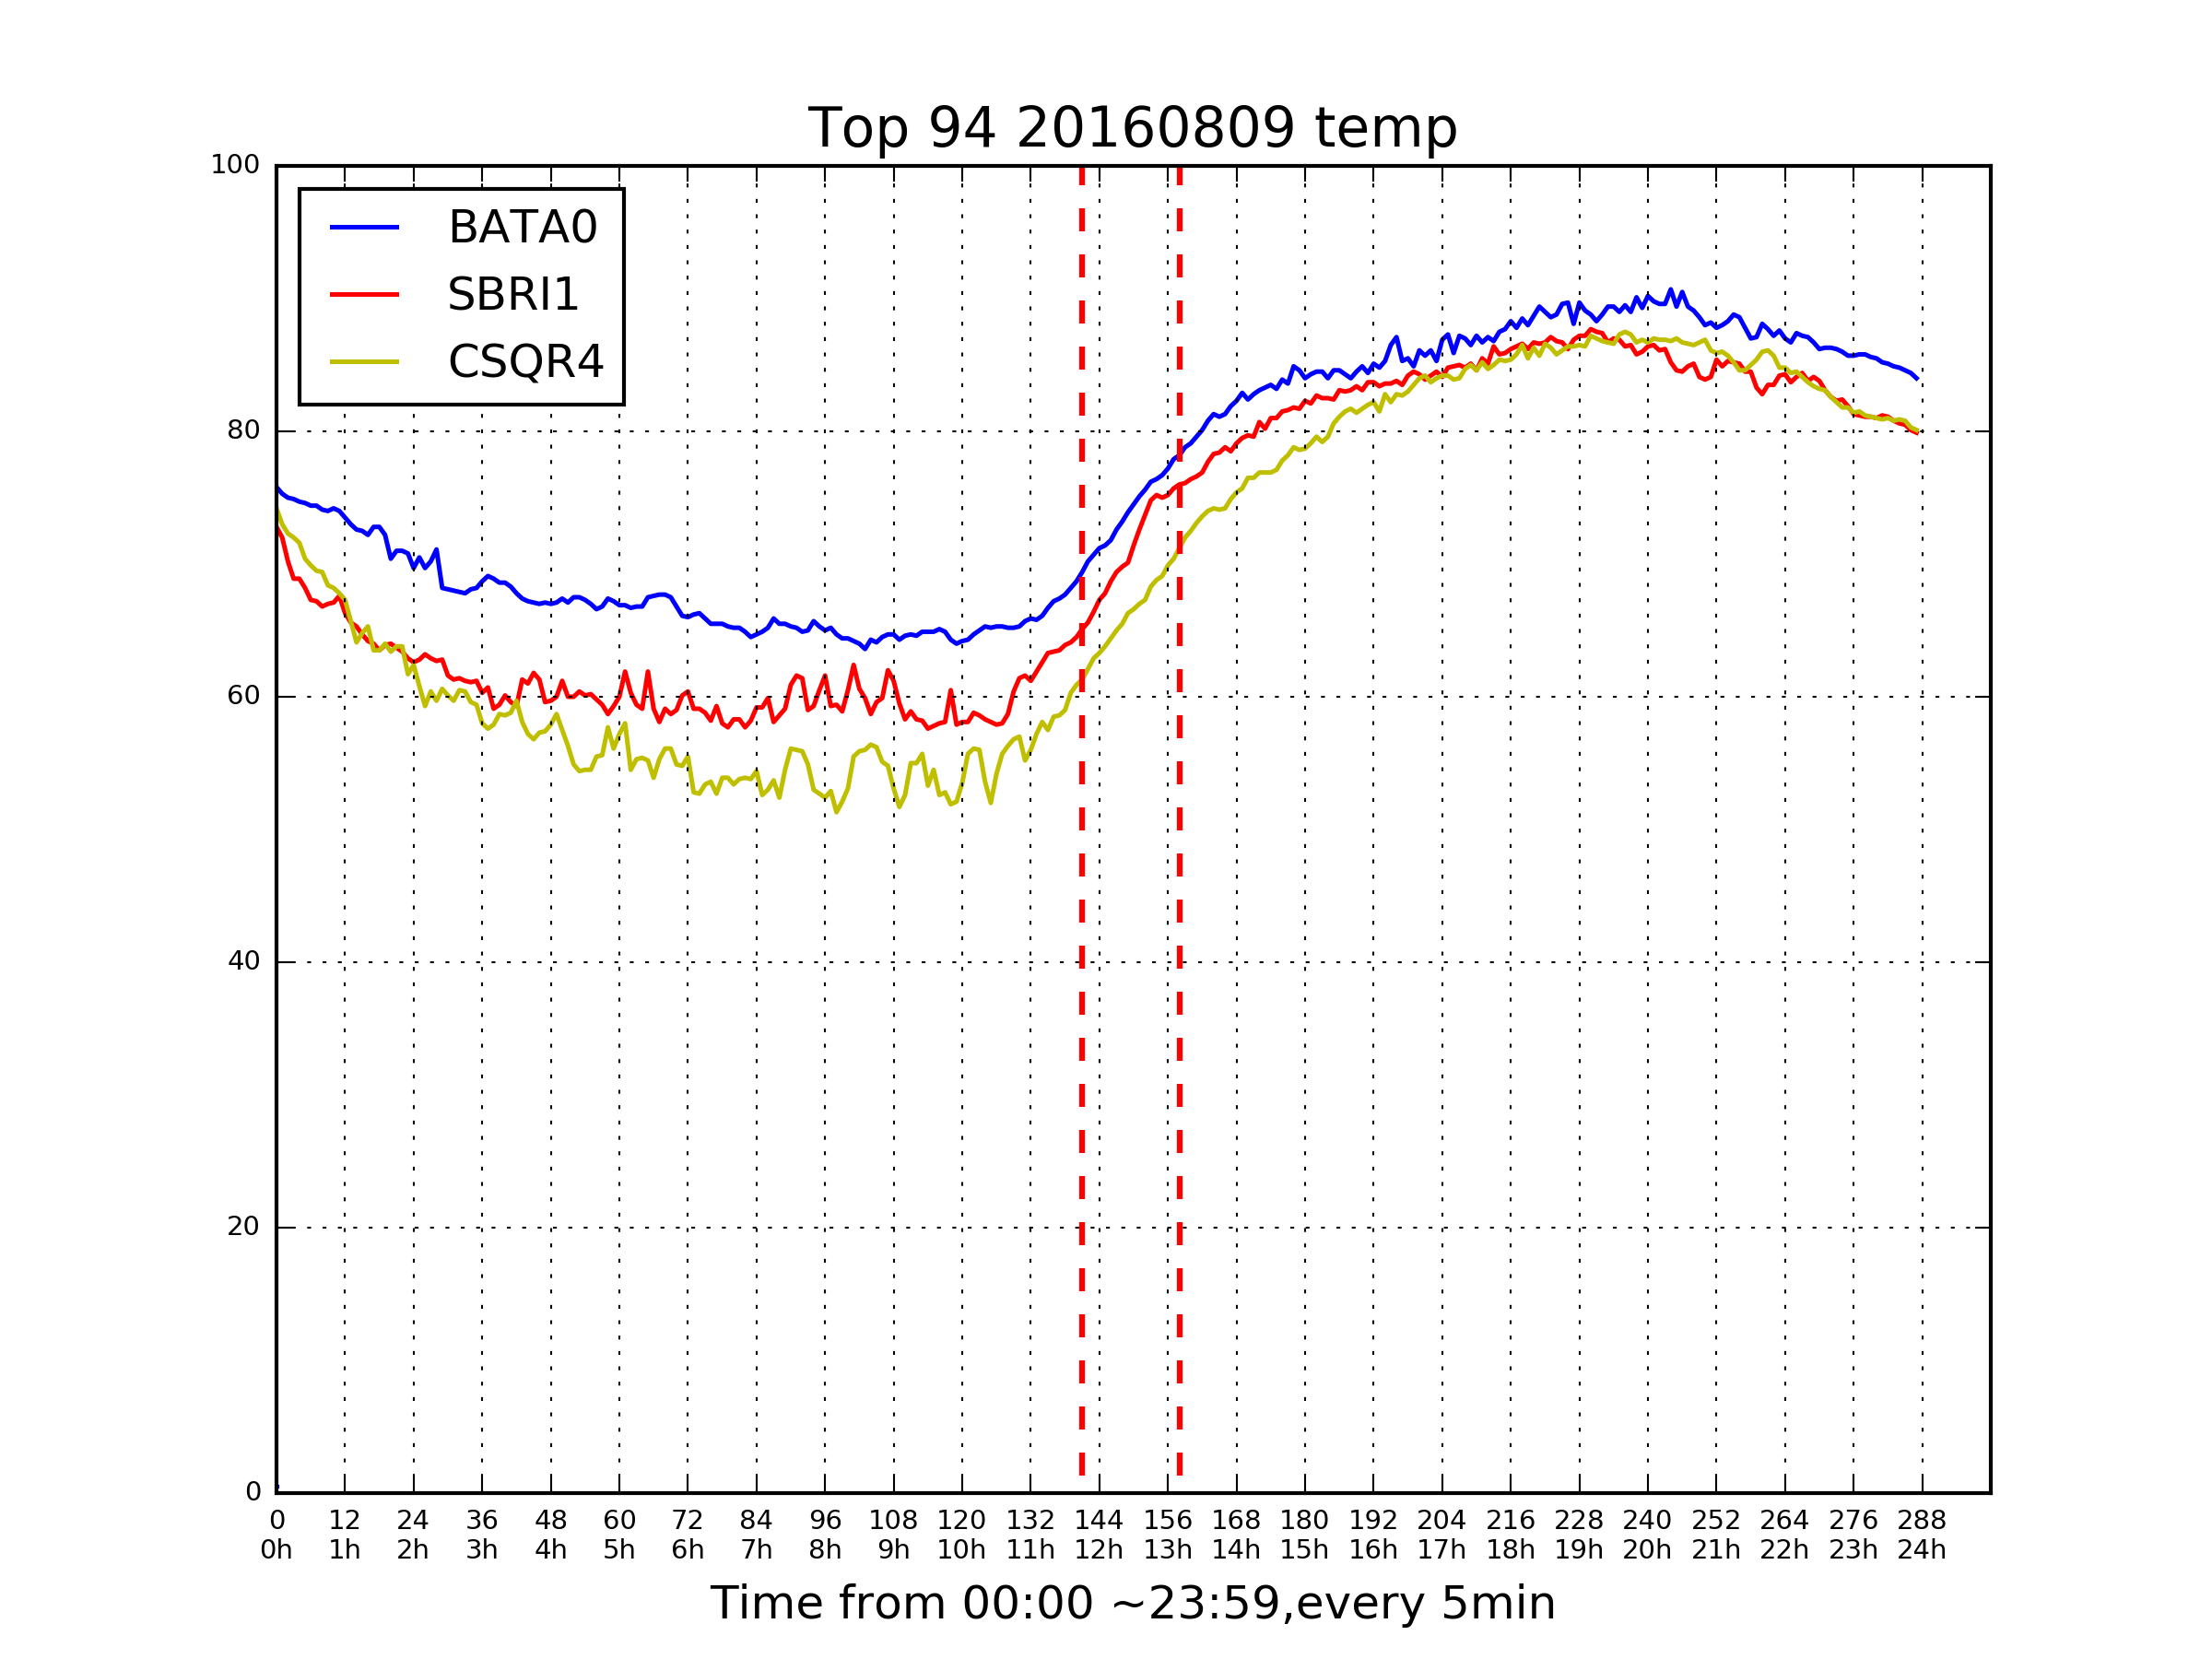 Top 94 20160809 temp
100
80
60
40
20
0
BATA0
SBRI1
CSQR4
0 12 24 36 48 60 72 84 96 108 120 132 144 156 168 180 192 204 216 228 240 252 264 276 288
0h 1h 2h 3h 4h 5h 6h 7h 8h 9h 10h 11h 12h 13h 14h 15h 16h 17h 18h 19h 20h 21h 22h 23h 24h
Time from 00:00 ~23:59,every 5min